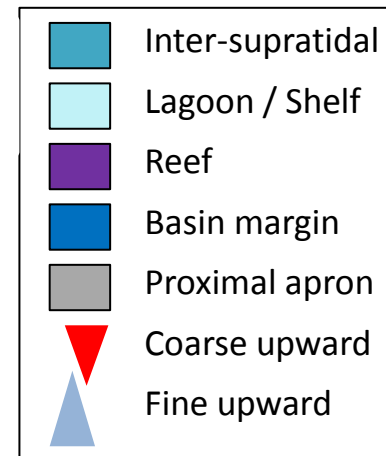 Inter-supratidal
Lagoon / Shelf
Reef
Basin margin
Proximal apron
Coarse upward
Fine upward